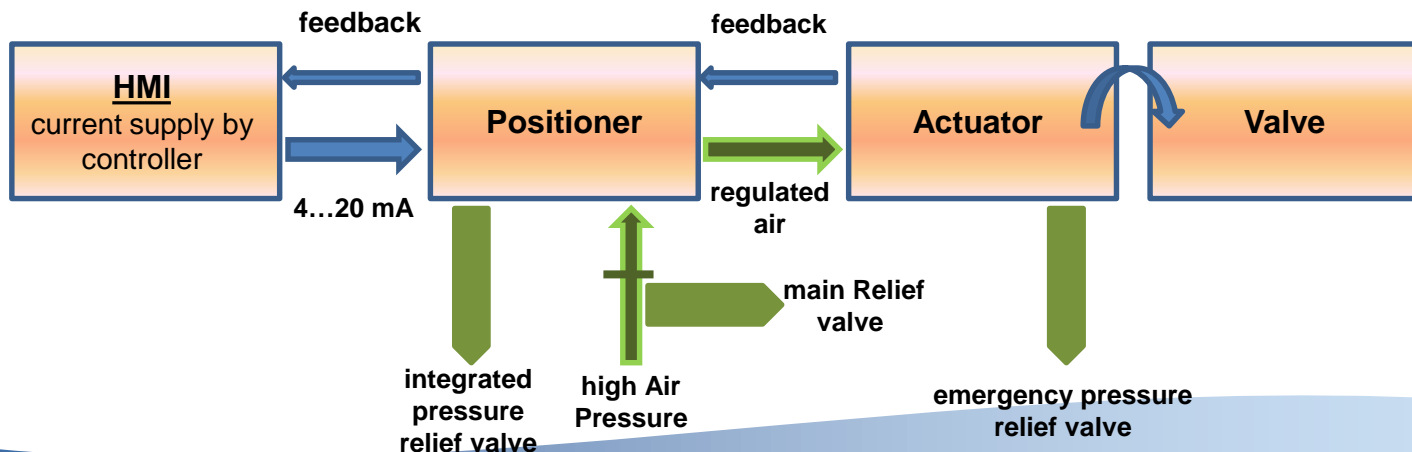 feedback
feedback
HMI
current supply by
controller
Positioner
Actuator
Valve
4...20 mA
regulated
air
main Relief
valve
integrated
pressure
relief valve
high Air
Pressure
emergency pressure
relief valve